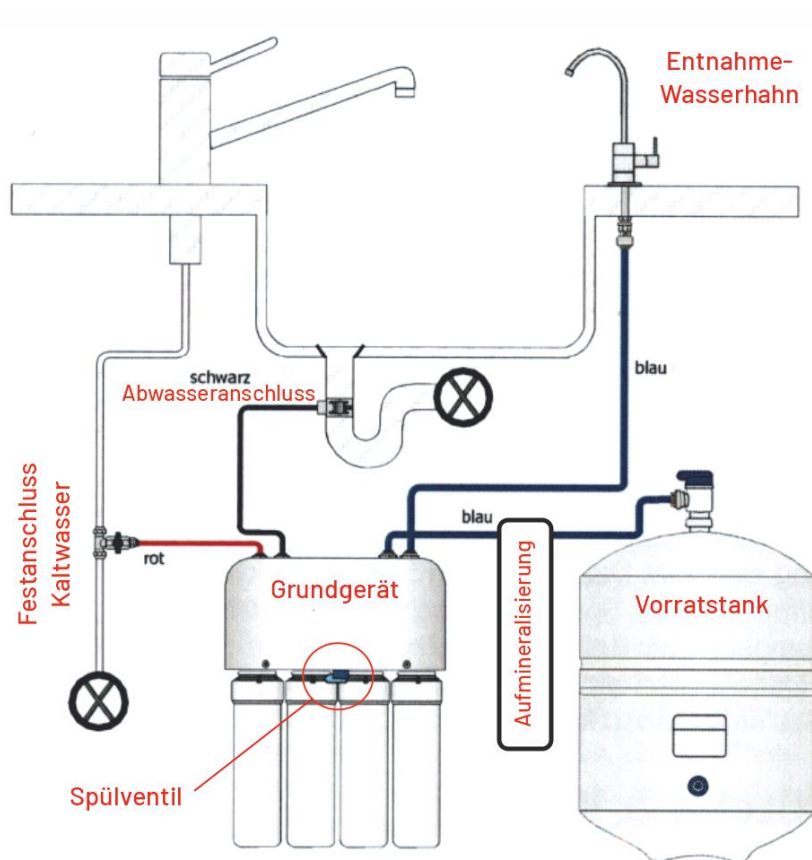 Entnahme-
Wasserhahn
schwarz
Abwasseranschluss
blau
Festanschluss
Kaltwasser
rot
blau
Grundgerät
Aufmineralisierung
Vorratstank
Spülventil